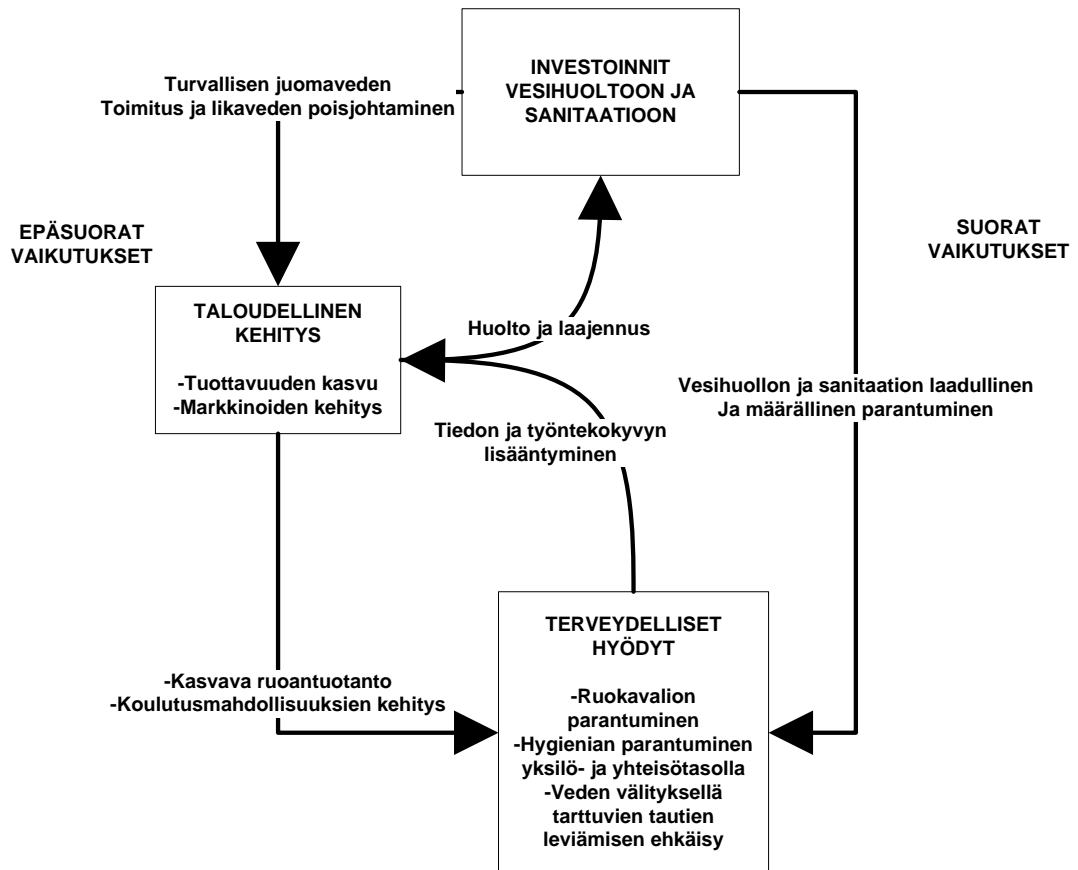 INVESTOINNIT
VESIHUOLTOON JA
SANITAATIOON
Turvallisen juomaveden
Toimitus ja likaveden poisjohtaminen
EPÄSUORAT
VAIKUTUKSET
SUORAT
VAIKUTUKSET
TALOUDELLINEN
KEHITYS
-Tuottavuuden kasvu
-Markkinoiden kehitys
Huolto ja laajennus
Vesihuollon ja sanitaation laadullinen
Ja määrällinen parantuminen
Tiedon ja työntekokyvyn
lisääntyminen
-Kasvava ruoantuotanto
-Koulutusmahdollisuuksien kehitys
TERVEYDELLISET
HYÖDYT
-Ruokavalion
parantuminen
-Hygienian parantuminen
yksilö- ja yhteisötasolla
-Veden välityksellä
tarttuvien tautien
leviämisen ehkäisy